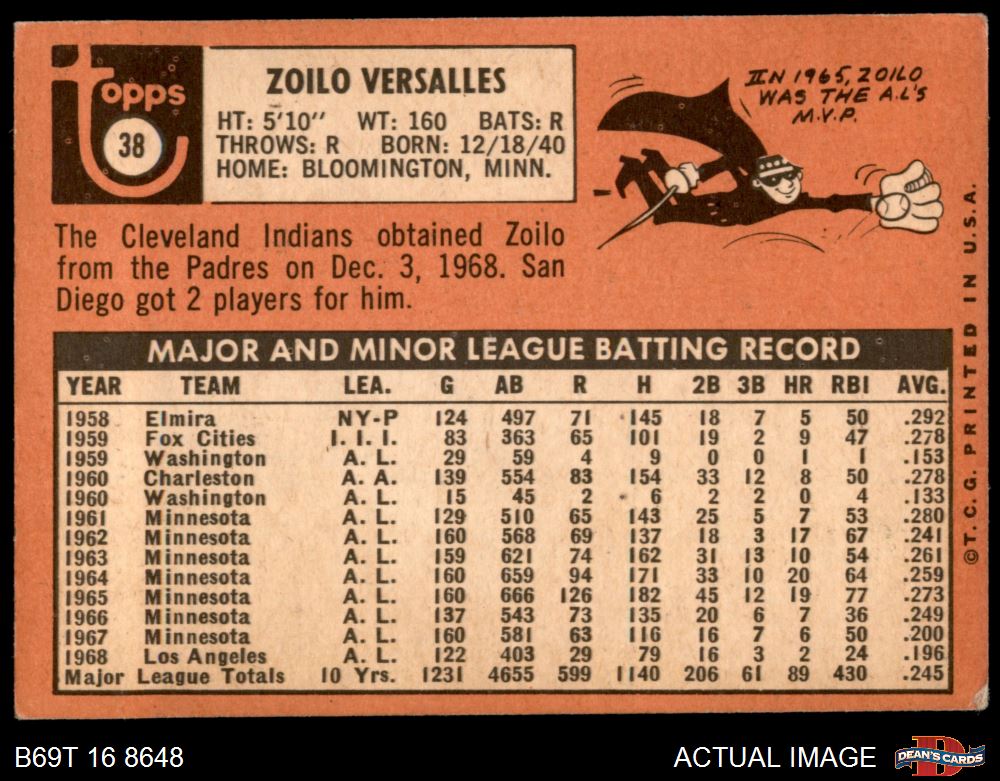 topps
38
ZOILO VERSALLES
HT: 5'10" WT: 160 BATS: R
THROWS: R BORN: 12/18/40
HOME: BLOOMINGTON, MINN.
IN 1965, ZOILO
WAS THE A.L'S
M.V.P.
The Cleveland Indians obtained Zoilo
from the Padres on Dec. 3, 1968. San
Diego got 2 players for him.
MAJOR AND MINOR LEAGUE BATTING RECORD
YEAR TEAM LEA. G AB R H 2B 3B HR RBI AVG.
1958 Elmira NY-P 124 497 71 145 18 7 5 50 .292
1959 Fox Cities I. I. I. 83 363 65 101 19 2 9 47 .278
1959 Washington A. L. 29 59 4 9 0 0 1 1 .153
1960 Charleston A. A. 139 554 83 154 33 12 8 50 .278
1960 Washington A. L. 15 45 2 6 2 2 0 4 .133
1961 Minnesota A. L. 129 510 65 143 25 5 7 53 .280
1962 Minnesota A. L. 160 568 69 137 18 3 17 67 .241
1963 Minnesota A. L. 159 621 74 162 31 13 10 54 .261
1964 Minnesota A. L. 160 659 94 171 33 10 20 64 .259
1965 Minnesota A. L. 160 666 126 182 45 12 19 77 .273
1966 Minnesota A. L. 137 543 73 135 20 6 7 36 .249
1967 Minnesota A. L. 160 581 63 116 16 7 6 50 .200
1968 Los Angeles A. L. 122 403 29 79 16 3 2 24 .196
Major League Totals 10 Yrs. 1231 4655 599 1140 206 61 89 430 .245
©T. C. G. PRINTED IN U.S.A.
B69T 16 8648
ACTUAL IMAGE
DEAN'S CARDS